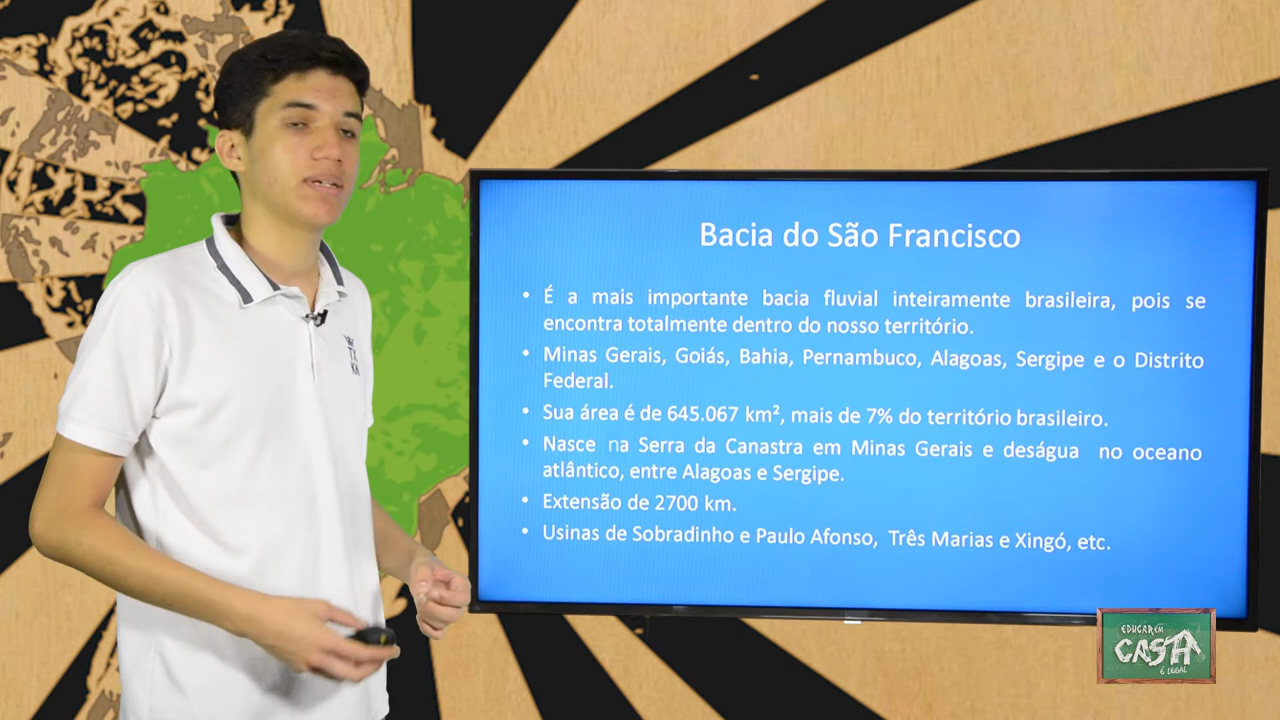 Bacia do São Francisco
• É a mais importante bacia fluvial inteiramente brasileira, pois se
encontra totalmente dentro do nosso território.
• Minas Gerais, Goiás, Bahia, Pernambuco, Alagoas, Sergipe e o Distrito
Federal.
• Sua área é de 645.067 km², mais de 7% do território brasileiro.
• Nasce na Serra da Canastra em Minas Gerais e deságua no oceano
atlântico, entre Alagoas e Sergipe.
• Extensão de 2700 km.
• Usinas de Sobradinho e Paulo Afonso, Três Marias e Xingó, etc.
EDUCAR EM
CASA
É LEGAL